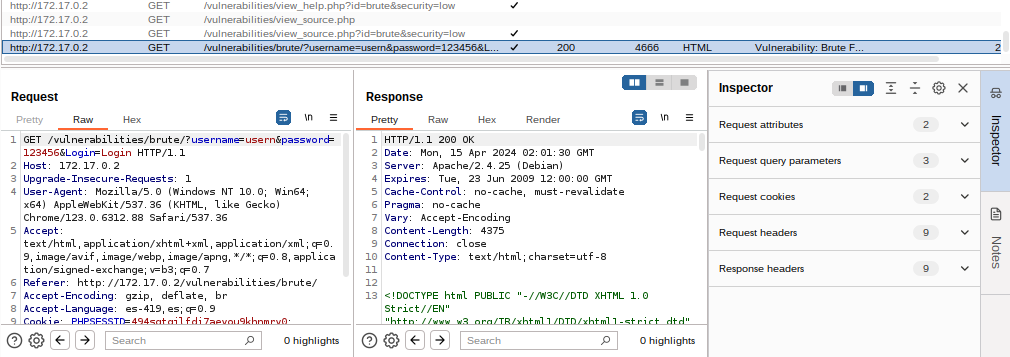 http://172.17.0.2 GET /vulnerabilities/view_help.php?id=brute&security=low ✓
http://172.17.0.2 GET /vulnerabilities/view_source.php
http://172.17.0.2 GET /vulnerabilities/view_source.php?id=brute&security=low ✓
http://172.17.0.2 GET /vulnerabilities/brute/?username=usern&password=123456&L... ✓ 200 4666 HTML Vulnerability: Brute F... 2
Request
Pretty Raw Hex \n
1 GET /vulnerabilities/brute/?username=usern&password=
123456&Login=Login HTTP/1.1
2 Host: 172.17.0.2
3 Upgrade-Insecure-Requests: 1
4 User-Agent: Mozilla/5.0 (Windows NT 10.0; Win64;
x64) AppleWebKit/537.36 (KHTML, like Gecko)
Chrome/123.0.6312.88 Safari/537.36
5 Accept:
text/html,application/xhtml+xml,application/xml;q=0.
9,image/avif,image/webp,image/apng,*/*;q=0.8,applica
tion/signed-exchange;v=b3;q=0.7
6 Referer: http://172.17.0.2/vulnerabilities/brute/
7 Accept-Encoding: gzip, deflate, br
8 Accept-Language: es-419,es;q=0.9
9 Cookie:
Search 0 highlights
Response
Pretty Raw Hex Render \n
1 HTTP/1.1 200 OK
2 Date: Mon, 15 Apr 2024 02:01:30 GMT
3 Server: Apache/2.4.25 (Debian)
4 Expires: Tue, 23 Jun 2009 12:00:00 GMT
5 Cache-Control: no-cache, must-revalidate
6 Pragma: no-cache
7 Vary: Accept-Encoding
8 Content-Length: 4375
9 Connection: close
10 Content-Type: text/html;charset=utf-8
11
12
13 <!DOCTYPE html PUBLIC "-//W3C//DTD XHTML 1.0
Strict//EN"
"http://www.w3.org/TR/xhtml1/DTD/xhtml1-strict.dtd"
Search 0 highlights
Inspector
Request attributes 2
Request query parameters 3
Request cookies 2
Request headers 9
Response headers 9
Inspector
Notes